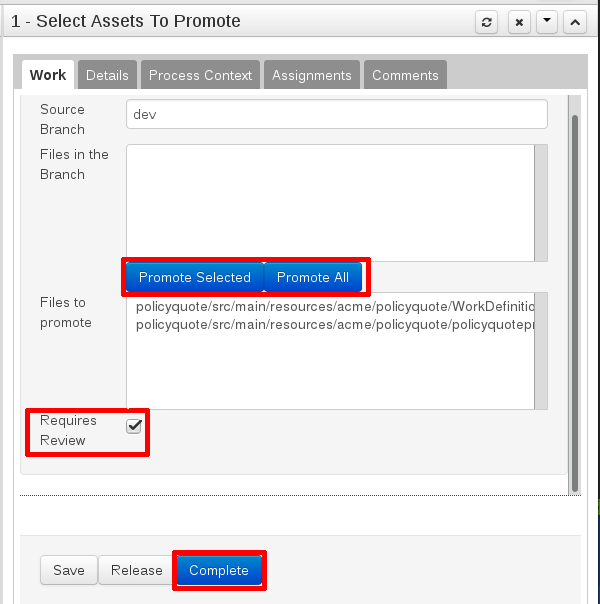 1 - Select Assets To Promote
Work Details Process Context Assignments Comments
Source
Branch
dev
Files in the
Branch
Promote Selected Promote All
Files to
promote
policyquote/src/main/resources/acme/policyquote/WorkDefinitio
policyquote/src/main/resources/acme/policyquote/policyquotepr
Requires
Review
Save Release Complete